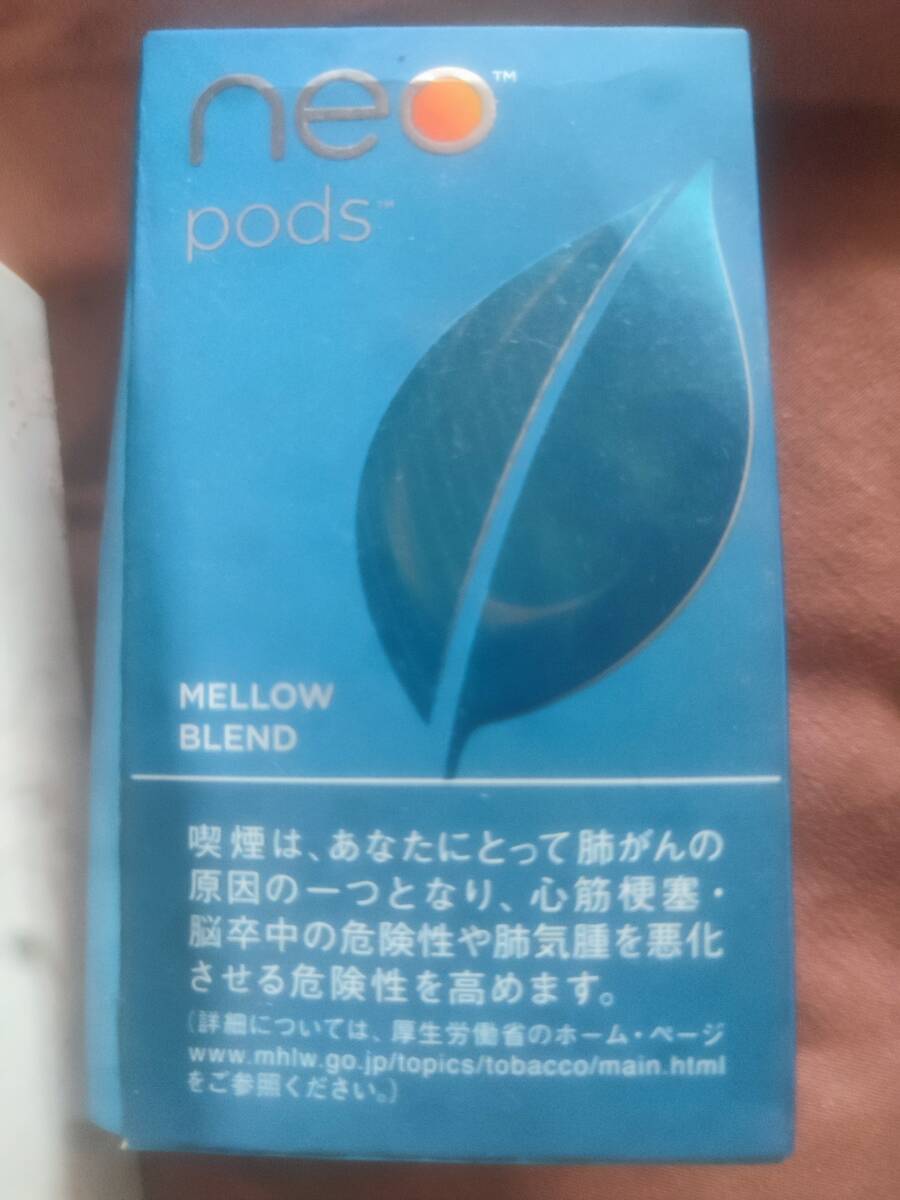 neo™
pods™
MELLOW
BLEND
喫煙は、あなたにとって肺がんの
原因の一つとなり、心筋梗塞・
脳卒中の危険性や肺気腫を悪化
させる危険性を高めます。
(詳細については、厚生労働省のホーム・ページ
www.mhlw.go.jp/topics/tobacco/main.html
をご参照ください。)